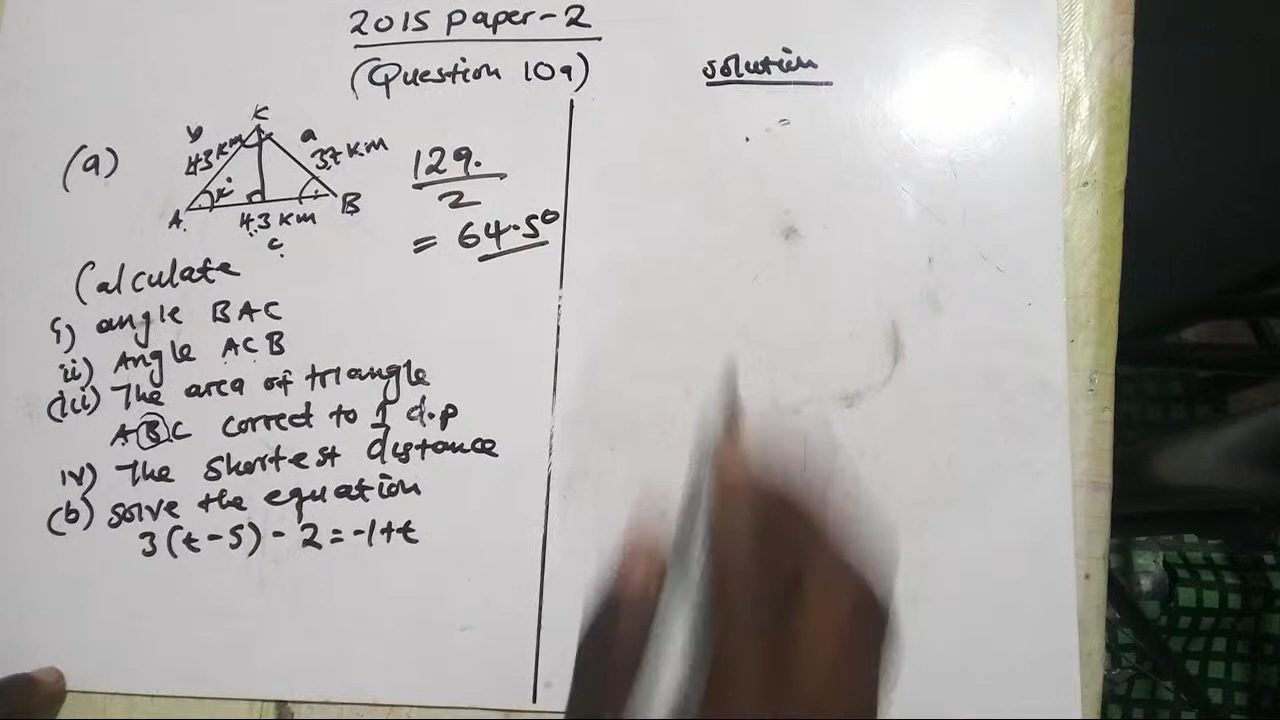 2015 Paper-2
(Question 10a)
solution
(a)
K
b
43 km
a
37 km
x°
A
B
43 km
c
129.
2
= 64.5°
Calculate
i) angle BAC
ii) Angle ACB
(iii) The area of triangle
ABC correct to 1 d.p
iv) The shortest distance
(b) solve the equation
3(t-5) - 2 = -1+t